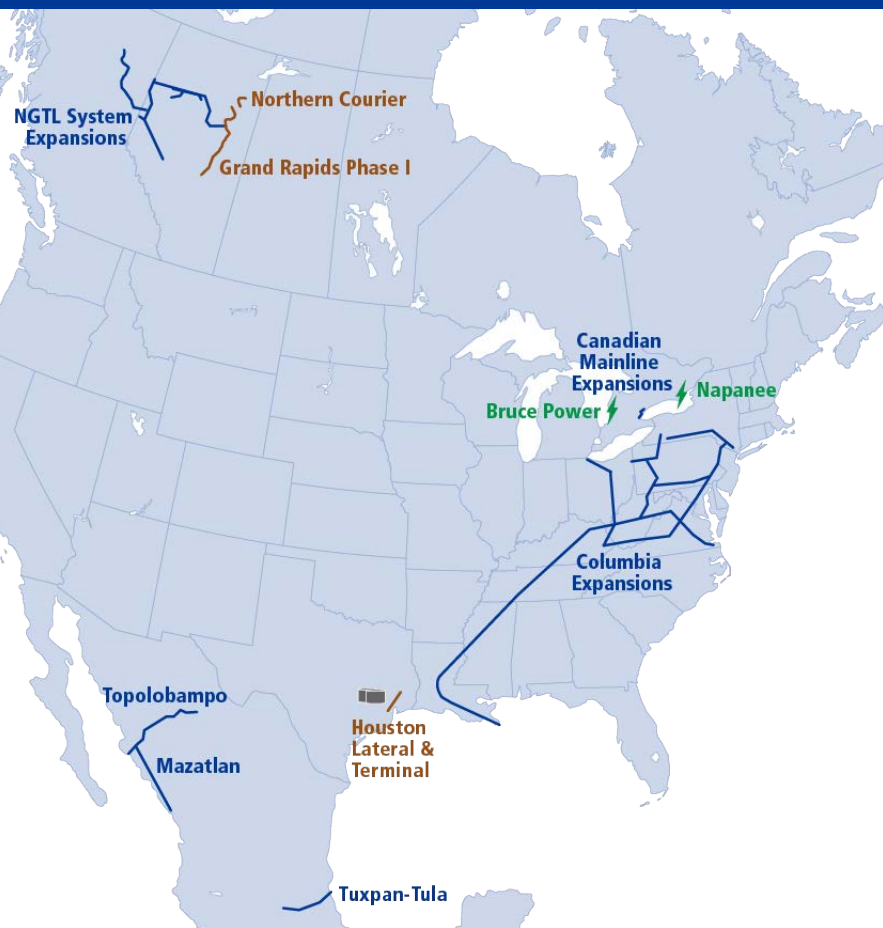 Northern Courier
NGTL System
Expansions
Grand Rapids Phase I
Canadian
Mainline
Expansions
Napanee
Bruce Power
Columbia
Expansions
Topolobampo
Houston
Lateral &
Terminal
Mazatlan
Tuxpan-Tula